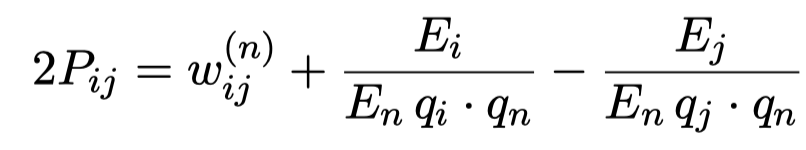 2P_{ij} = w_{ij}^{(n)} + \frac{E_i}{E_n q_i \cdot q_n} - \frac{E_j}{E_n q_j \cdot q_n}